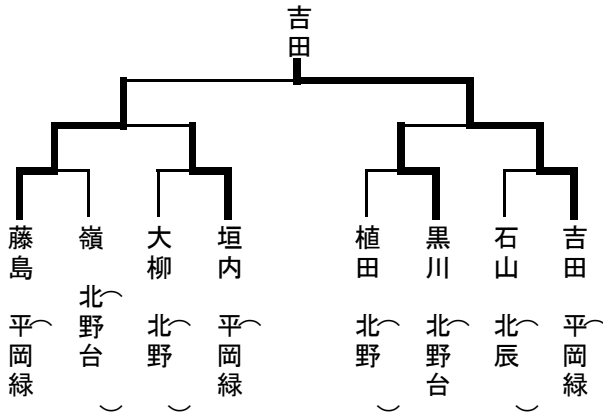 吉田
藤島（平岡緑
嶺（北野台）
大柳（北野）
垣内（平岡緑
植田（北野）
黒川（北野台
石山（北辰）
吉田（平岡緑